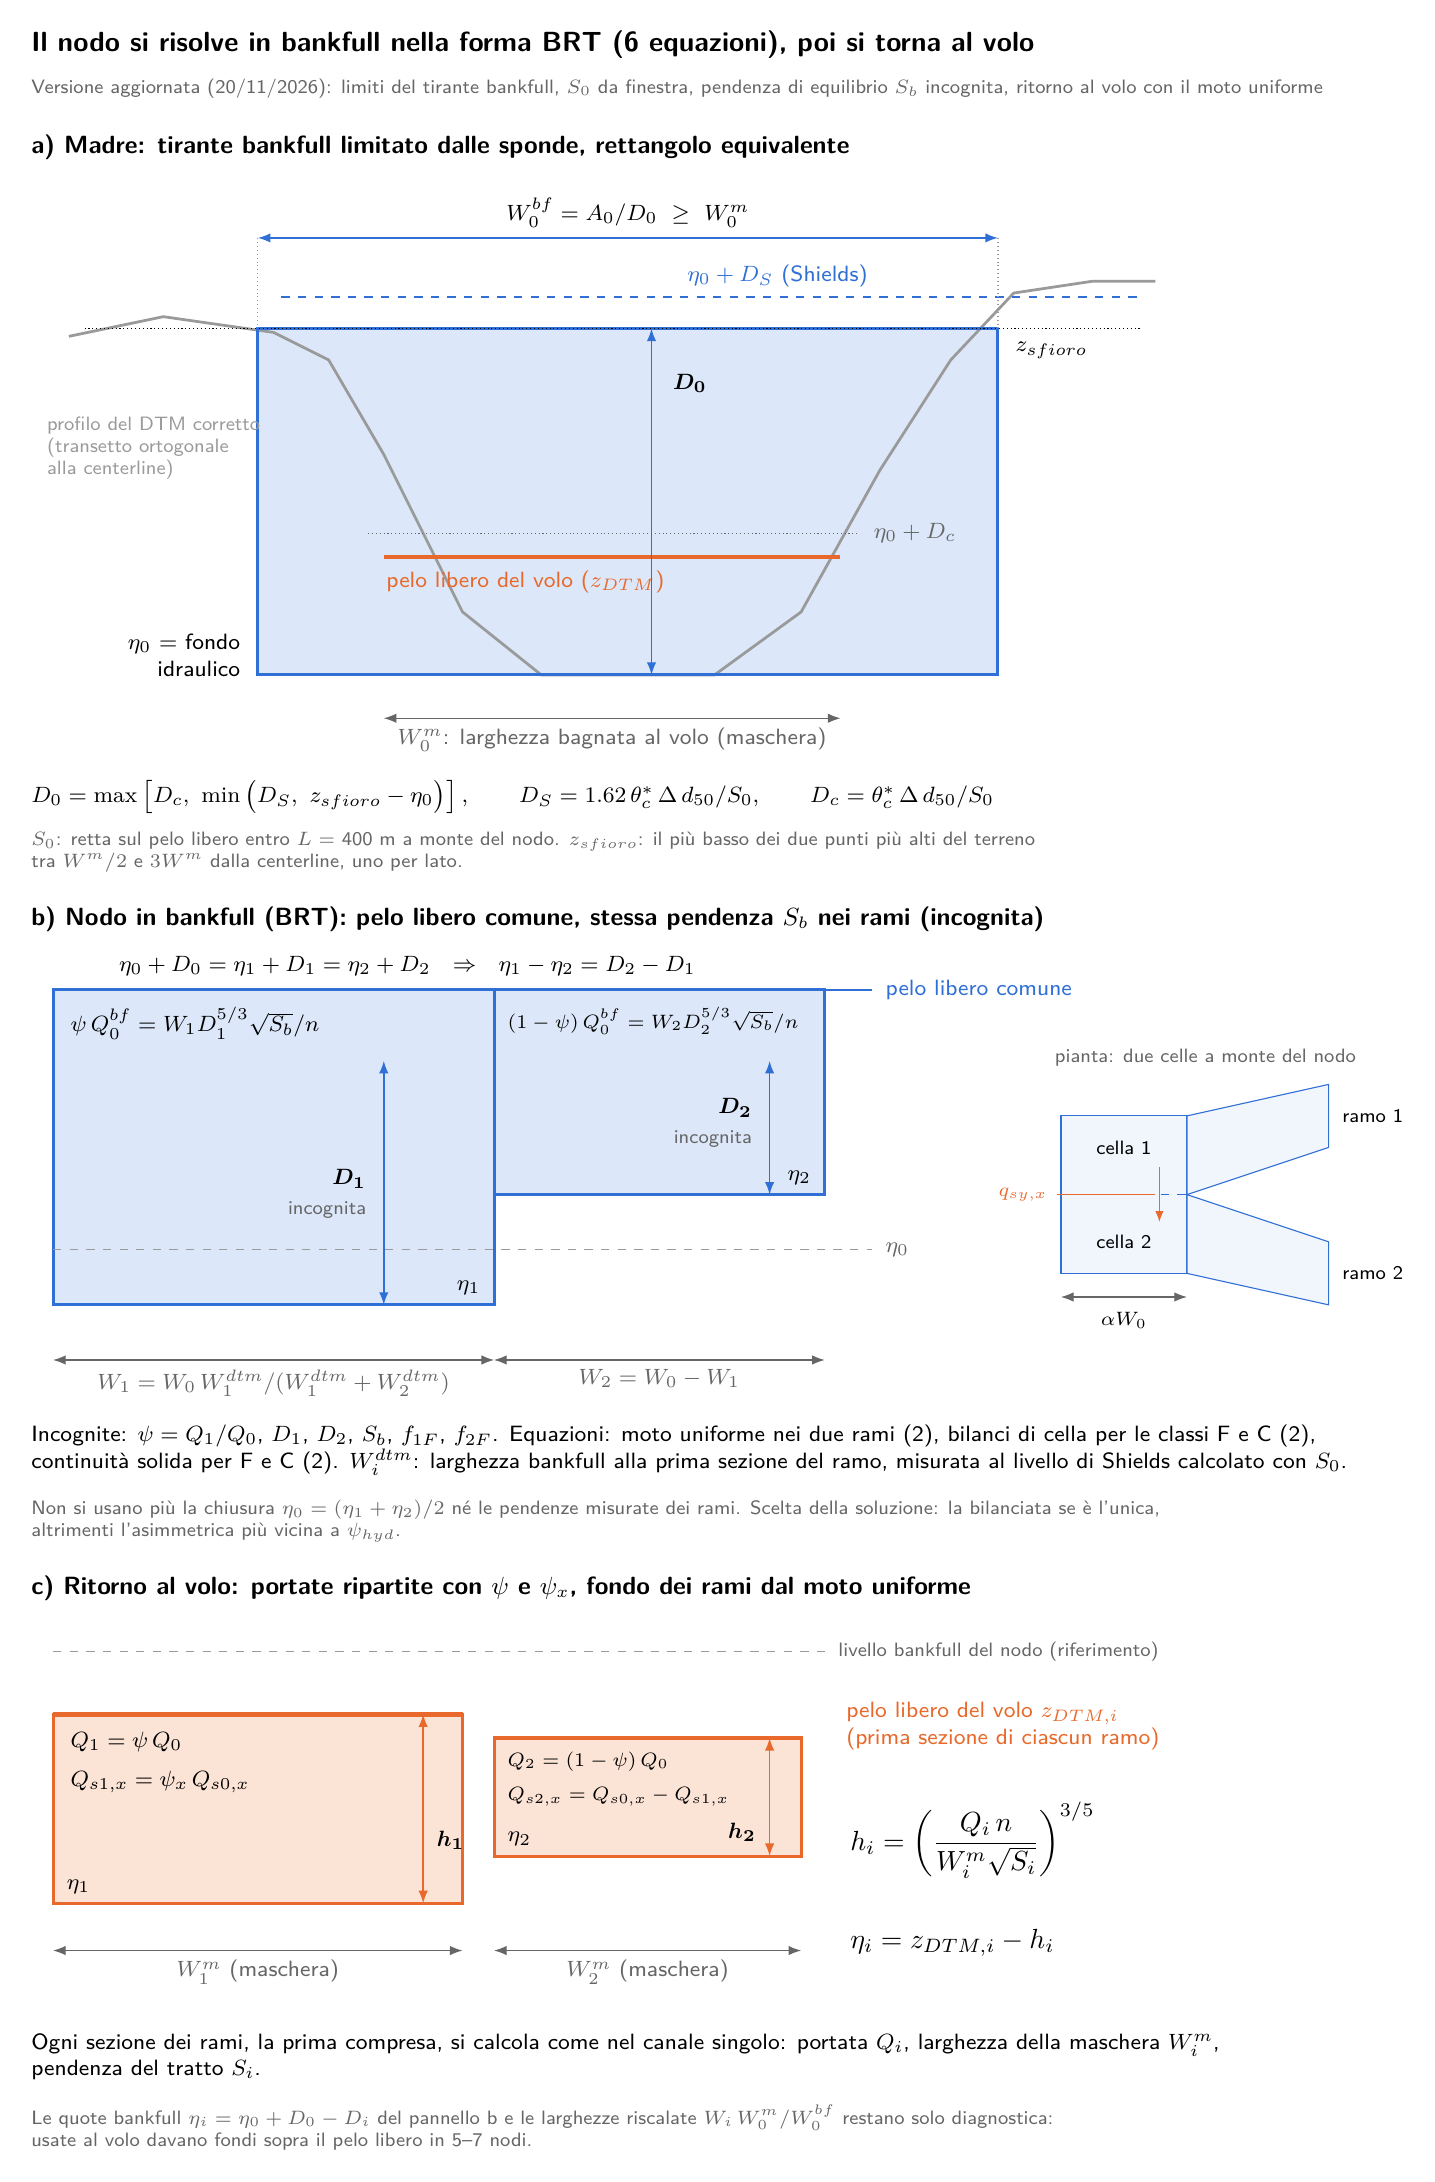 Il nodo si risolve in bankfull nella forma BRT (6 equazioni), poi si torna al volo
Versione aggiornata (20/11/2026): limiti del tirante bankfull, S_0 da finestra, pendenza di equilibrio S_b incognita, ritorno al volo con il moto uniforme
a) Madre: tirante bankfull limitato dalle sponde, rettangolo equivalente
W_0^{bf} = A_0/D_0 ≥ W_0^m
η_0 + D_S (Shields)
z_{sfioro}
D_0
profilo del DTM corretto
(transetto ortogonale
alla centerline)
η_0 + D_c
pelo libero del volo (z_{DTM})
η_0 = fondo
idraulico
W_0^m: larghezza bagnata al volo (maschera)
D_0 = max [D_c, min (D_S, z_{sfioro} − η_0)] , D_S = 1.62 θ_c^* Δ d_{50}/S_0, D_c = θ_c^* Δ d_{50}/S_0
S_0: retta sul pelo libero entro L = 400 m a monte del nodo. z_{sfioro}: il più basso dei due punti più alti del terreno
tra W^m/2 e 3W^m dalla centerline, uno per lato.
b) Nodo in bankfull (BRT): pelo libero comune, stessa pendenza S_b nei rami (incognita)
η_0 + D_0 = η_1 + D_1 = η_2 + D_2 ⇒ η_1 − η_2 = D_2 − D_1
pelo libero comune
ψ Q_0^{bf} = W_1 D_1^{5/3} √S_b/n
(1 − ψ) Q_0^{bf} = W_2 D_2^{5/3} √S_b/n
pianta: due celle a monte del nodo
D_2
incognita
η_2
D_1
incognita
η_0
η_1
ramo 1
cella 1
q_{sy,x}
cella 2
ramo 2
αW_0
W_1 = W_0 W_1^{dtm}/(W_1^{dtm} + W_2^{dtm})
W_2 = W_0 − W_1
Incognite: ψ = Q_1/Q_0, D_1, D_2, S_b, f_{1F}, f_{2F}. Equazioni: moto uniforme nei due rami (2), bilanci di cella per le classi F e C (2),
continuità solida per F e C (2). W_i^{dtm}: larghezza bankfull alla prima sezione del ramo, misurata al livello di Shields calcolato con S_0.
Non si usano più la chiusura η_0 = (η_1 + η_2)/2 né le pendenze misurate dei rami. Scelta della soluzione: la bilanciata se è l'unica,
altrimenti l'asimmetrica più vicina a ψ_{hyd}.
c) Ritorno al volo: portate ripartite con ψ e ψ_x, fondo dei rami dal moto uniforme
livello bankfull del nodo (riferimento)
pelo libero del volo z_{DTM,i}
(prima sezione di ciascun ramo)
Q_1 = ψ Q_0
Q_{s1,x} = ψ_x Q_{s0,x}
h_1
η_1
Q_2 = (1 − ψ) Q_0
Q_{s2,x} = Q_{s0,x} − Q_{s1,x}
h_2
η_2
h_i = (Q_i n / W_i^m √S_i)^{3/5}
η_i = z_{DTM,i} − h_i
W_1^m (maschera)
W_2^m (maschera)
Ogni sezione dei rami, la prima compresa, si calcola come nel canale singolo: portata Q_i, larghezza della maschera W_i^m,
pendenza del tratto S_i.
Le quote bankfull η_i = η_0 + D_0 − D_i del pannello b e le larghezze riscalate W_i W_0^m/W_0^{bf} restano solo diagnostica:
usate al volo davano fondi sopra il pelo libero in 5–7 nodi.